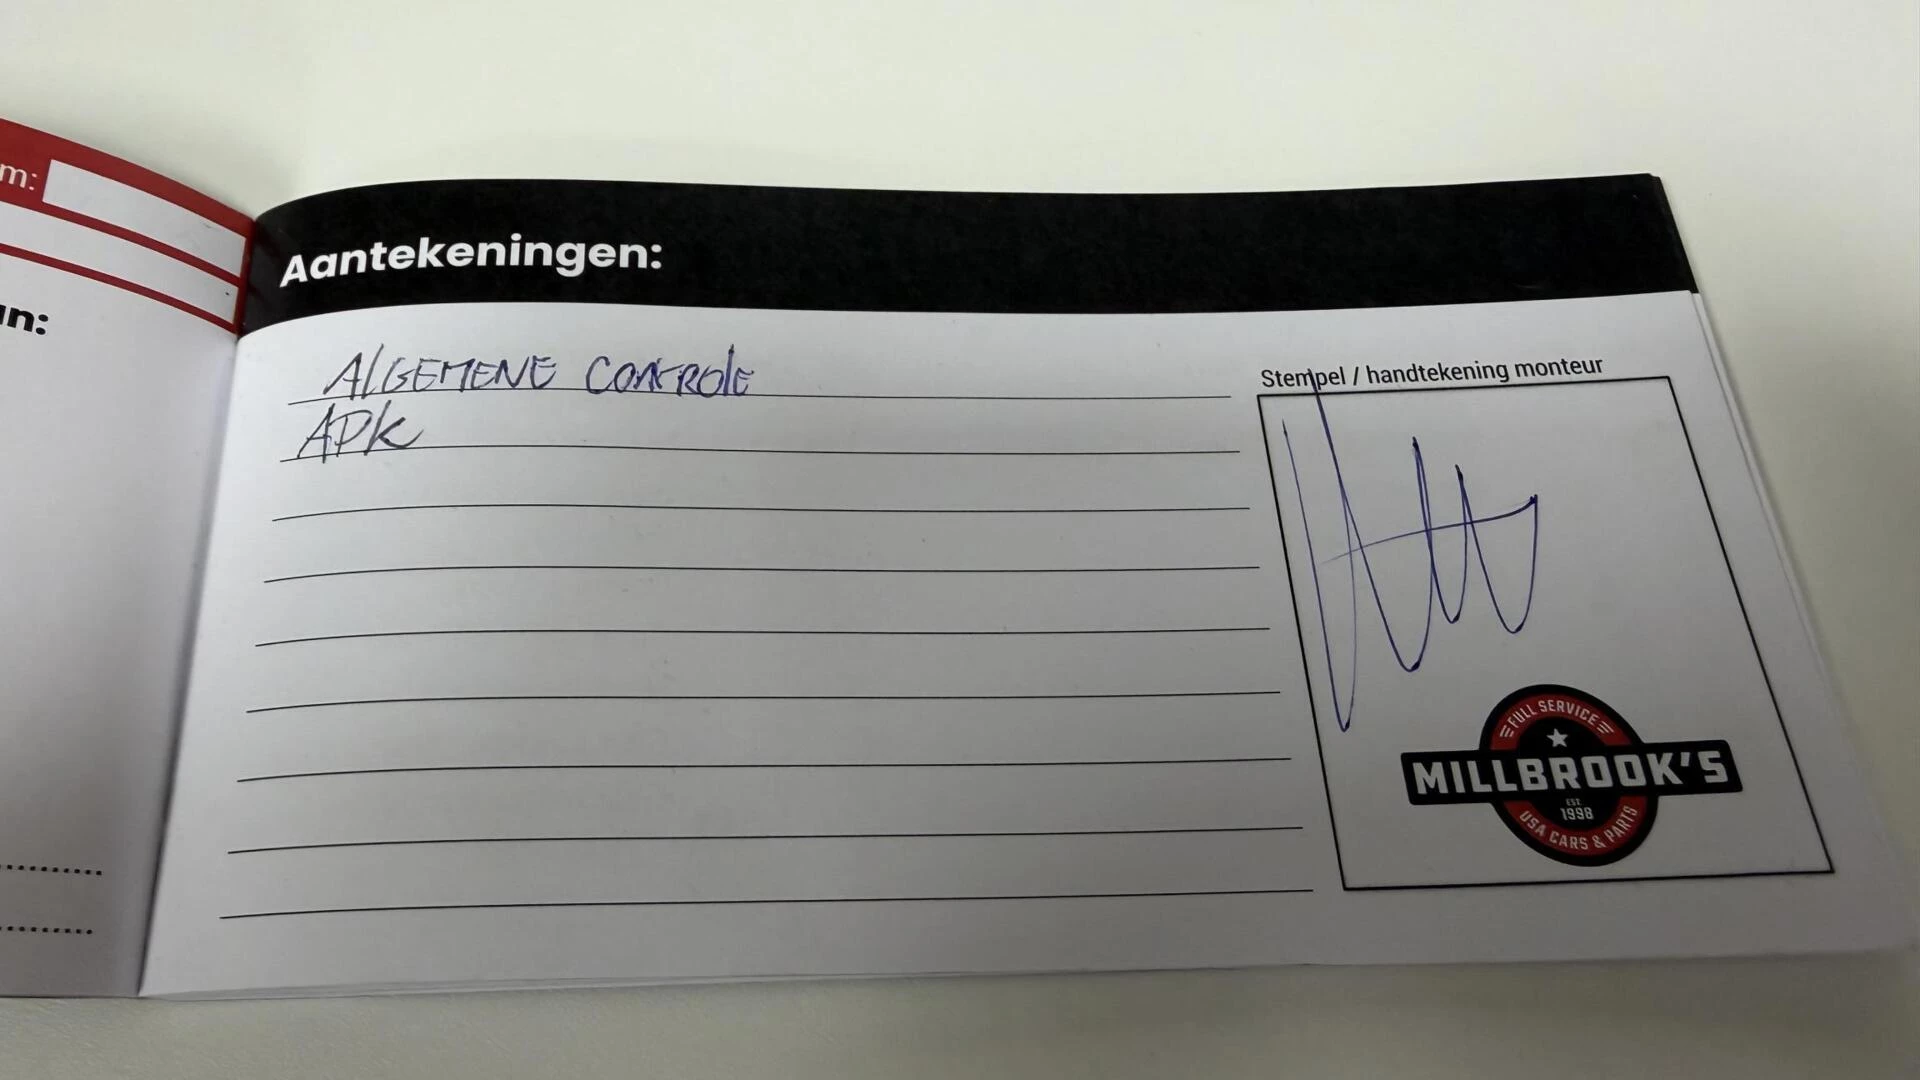 m:
Aantekeningen:
n:
ALGEMENE CONTROLE
APK
Stempel / handtekening monteur
FULL SERVICE
MILLBROOK'S
EST.
1998
USA CARS & PARTS